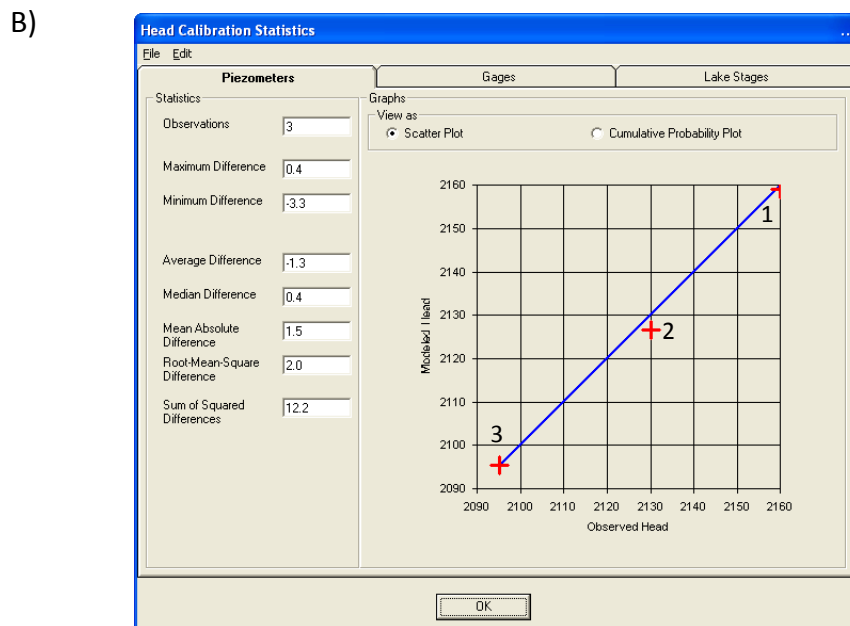 B)
Head Calibration Statistics
File Edit
Piezometers Gages Lake Stages
Statistics
Observations 3
Maximum Difference 0.4
Minimum Difference -3.3
Average Difference -1.3
Median Difference 0.4
Mean Absolute
Difference 1.5
Root-Mean-Square
Difference 2.0
Sum of Squared
Differences 12.2
Graphs
View as
Scatter Plot Cumulative Probability Plot
Modeled Head
2160
2150
2140
2130
2120
2110
2100
2090
1
2
3
2090 2100 2110 2120 2130 2140 2150 2160
Observed Head
OK